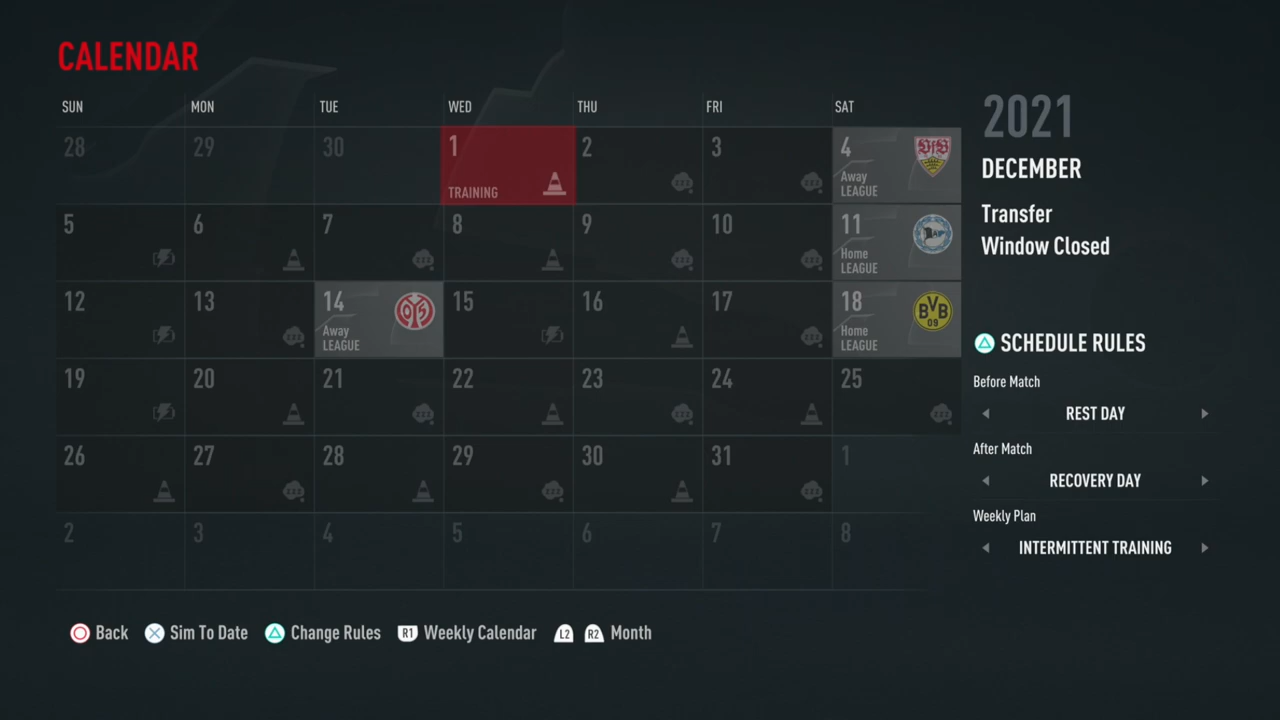 CALENDAR
SUN MON TUE WED THU FRI SAT
28 29 30 1 2 3 4
TRAINING
Away
LEAGUE
VfB
5 6 7 8 9 10 11
Home
LEAGUE
12 13 14 15 16 17 18
Away
LEAGUE
05
Home
LEAGUE
BVB
09
19 20 21 22 23 24 25
26 27 28 29 30 31 1
2 3 4 5 6 7 8
2021
DECEMBER
Transfer
Window Closed
SCHEDULE RULES
Before Match
REST DAY
After Match
RECOVERY DAY
Weekly Plan
INTERMITTENT TRAINING
Back Sim To Date Change Rules R1 Weekly Calendar L2 R2 Month